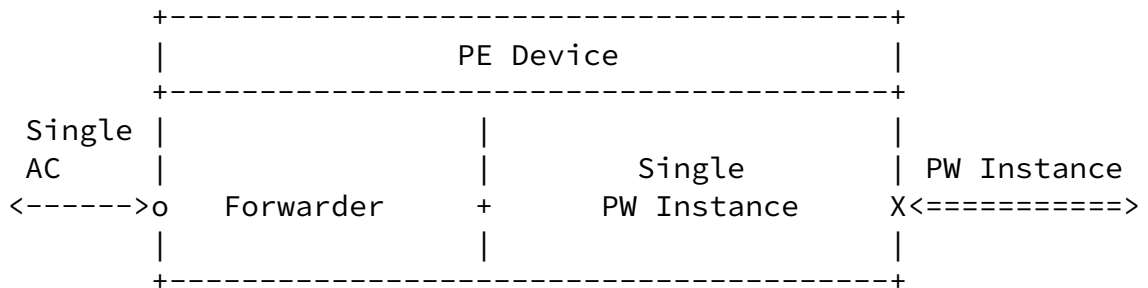 +----------------------------------------+
|                PE Device               |
+----------------------------------------+
Single |                 |                      |
AC     |                 |        Single        | PW Instance
<------>o   Forwarder     +      PW Instance     X<===========>
|                 |                      |
+----------------------------------------+